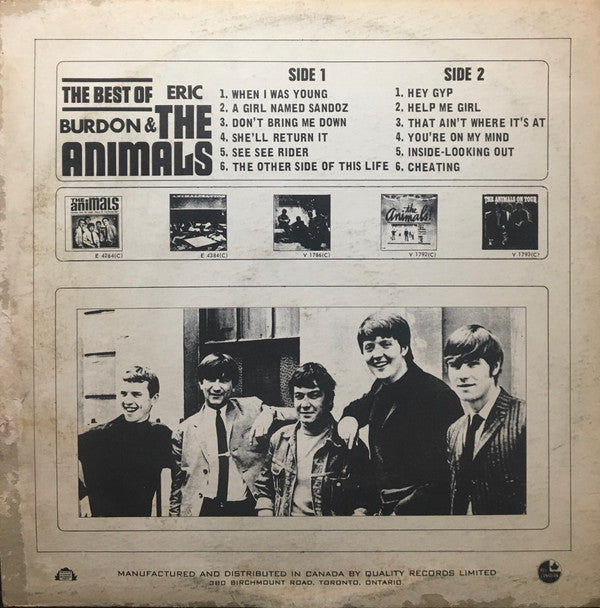 THE BEST OF ERIC
BURDON & THE
ANIMALS
SIDE 1
1. WHEN I WAS YOUNG
2. A GIRL NAMED SANDOZ
3. DON'T BRING ME DOWN
4. SHE'LL RETURN IT
5. SEE SEE RIDER
6. THE OTHER SIDE OF THIS LIFE
SIDE 2
1. HEY GYP
2. HELP ME GIRL
3. THAT AIN'T WHERE IT'S AT
4. YOU'RE ON MY MIND
5. INSIDE-LOOKING OUT
6. CHEATING
THE
animals
the
Animals!
THE ANIMALS ON TOUR
E 4264(C)
E 4384(C)
V 1786(C)
V 1792(C)
V 1793(C)
MANUFACTURED AND DISTRIBUTED IN CANADA BY QUALITY RECORDS LIMITED
380 BIRCHMOUNT ROAD, TORONTO, ONTARIO.